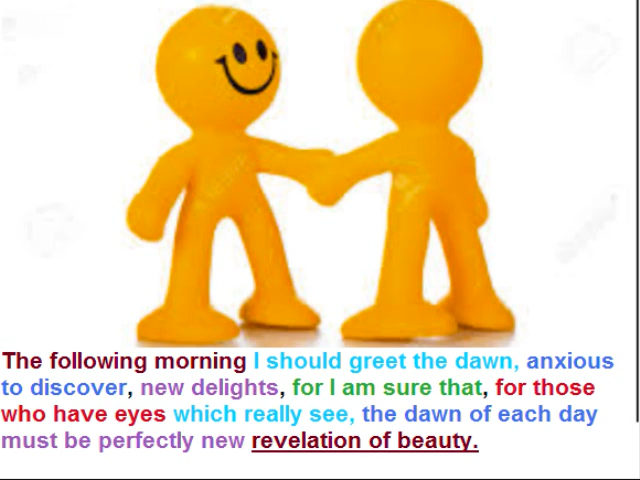 The following morning I should greet the dawn, anxious
to discover, new delights, for I am sure that, for those
who have eyes which really see, the dawn of each day
must be perfectly new revelation of beauty.